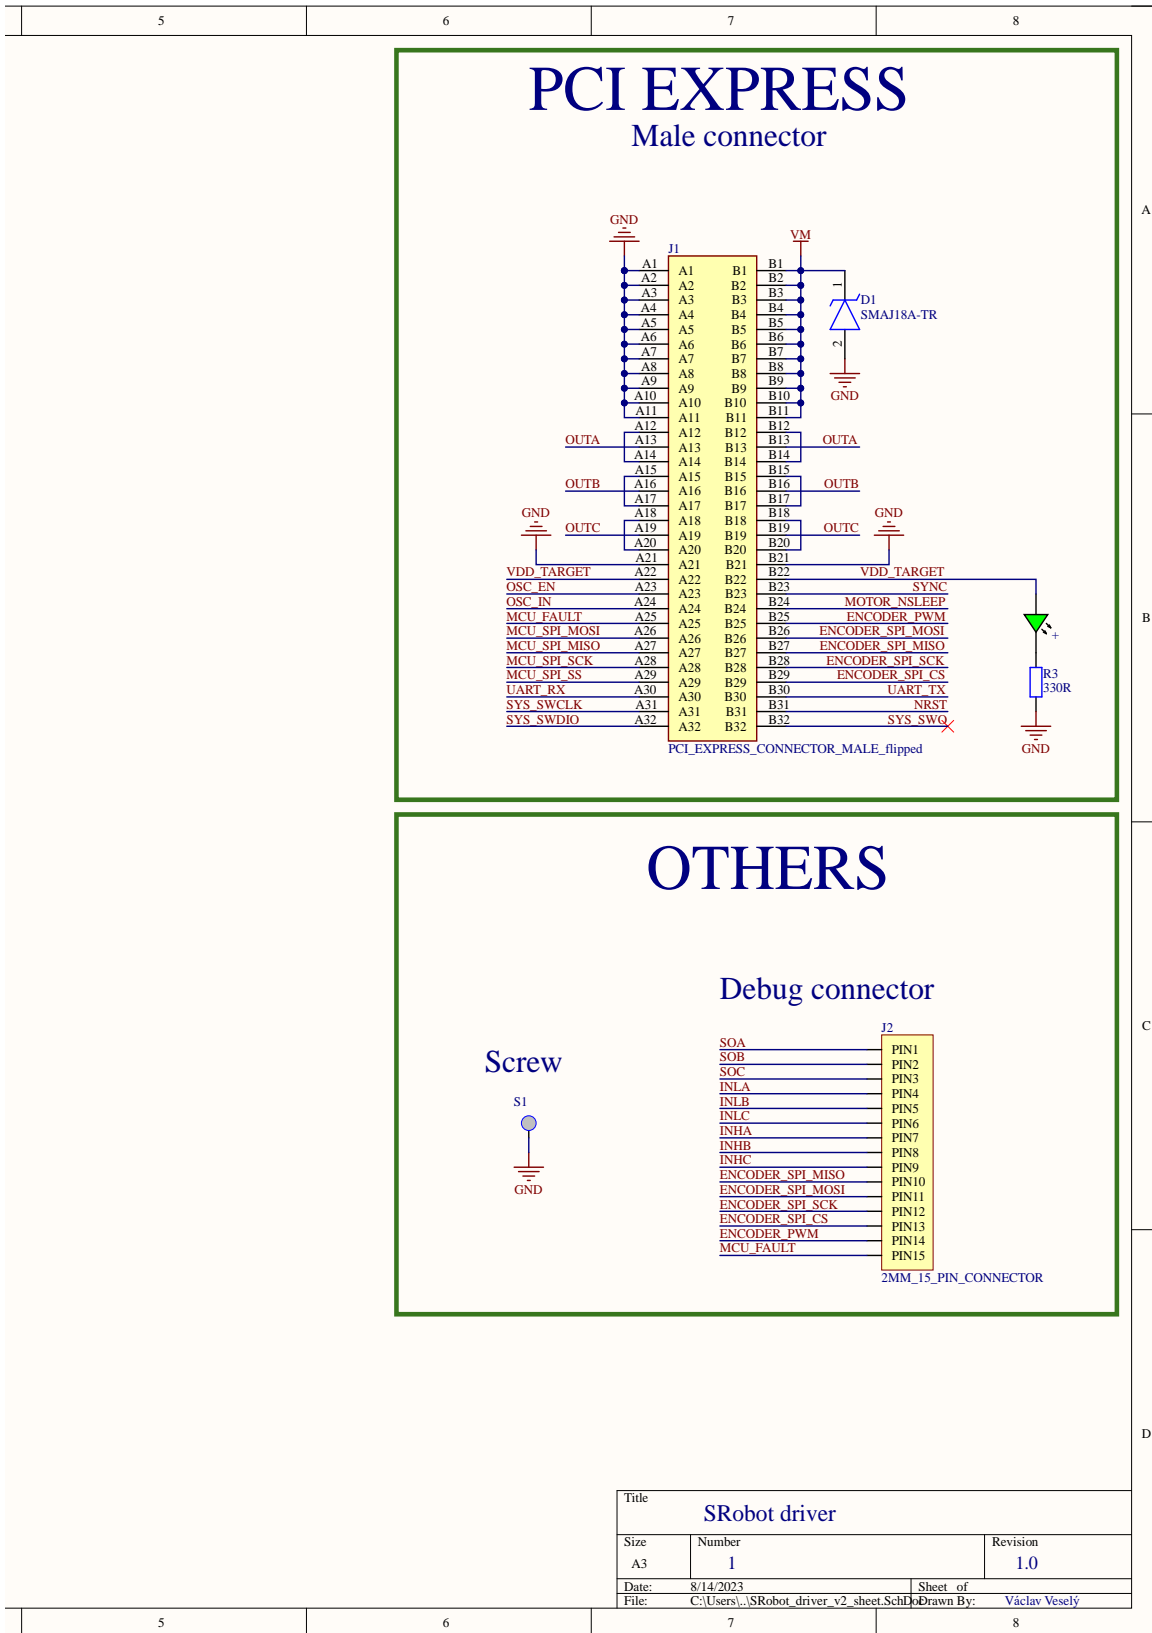 5 6 7 8
PCI EXPRESS
Male connector
A
GND
VM
J1
A1 A1 B1 B1
A2 A2 B2 B2
A3 A3 B3 B3
A4 A4 B4 B4
A5 A5 B5 B5
A6 A6 B6 B6
A7 A7 B7 B7
A8 A8 B8 B8
A9 A9 B9 B9
A10 A10 B10 B10
A11 A11 B11 B11
1
D1
SMAJ18A-TR
2
GND
A12 A12 B12 B12
OUTA A13 A13 B13 B13 OUTA
A14 A14 B14 B14
A15 A15 B15 B15
OUTB A16 A16 B16 B16 OUTB
A17 A17 B17 B17
GND A18 A18 B18 B18 GND
OUTC A19 A19 B19 B19 OUTC
A20 A20 B20 B20
A21 A21 B21 B21
VDD_TARGET A22 A22 B22 B22 VDD_TARGET
OSC_EN A23 A23 B23 B23 SYNC
OSC_IN A24 A24 B24 B24 MOTOR_NSLEEP
MCU_FAULT A25 A25 B25 B25 ENCODER_PWM
MCU_SPI_MOSI A26 A26 B26 B26 ENCODER_SPI_MOSI
MCU_SPI_MISO A27 A27 B27 B27 ENCODER_SPI_MISO
MCU_SPI_SCK A28 A28 B28 B28 ENCODER_SPI_SCK
MCU_SPI_SS A29 A29 B29 B29 ENCODER_SPI_CS
UART_RX A30 A30 B30 B30 UART_TX
SYS_SWCLK A31 A31 B31 B31 NRST
SYS_SWDIO A32 A32 B32 B32 SYS_SWO
PCI_EXPRESS_CONNECTOR_MALE_flipped
B
+
R3
330R
GND
OTHERS
Debug connector
C
Screw
S1
GND
J2
SOA PIN1
SOB PIN2
SOC PIN3
INLA PIN4
INLB PIN5
INLC PIN6
INHA PIN7
INHB PIN8
INHC PIN9
ENCODER_SPI_MISO PIN10
ENCODER_SPI_MOSI PIN11
ENCODER_SPI_SCK PIN12
ENCODER_SPI_CS PIN13
ENCODER_PWM PIN14
MCU_FAULT PIN15
2MM_15_PIN_CONNECTOR
D
Title
SRobot driver
Size Number Revision
A3 1 1.0
Date: 8/14/2023 Sheet of
File: C:\Users\..\SRobot_driver_v2_sheet.SchDoc Drawn By: Václav Veselý
5 6 7 8